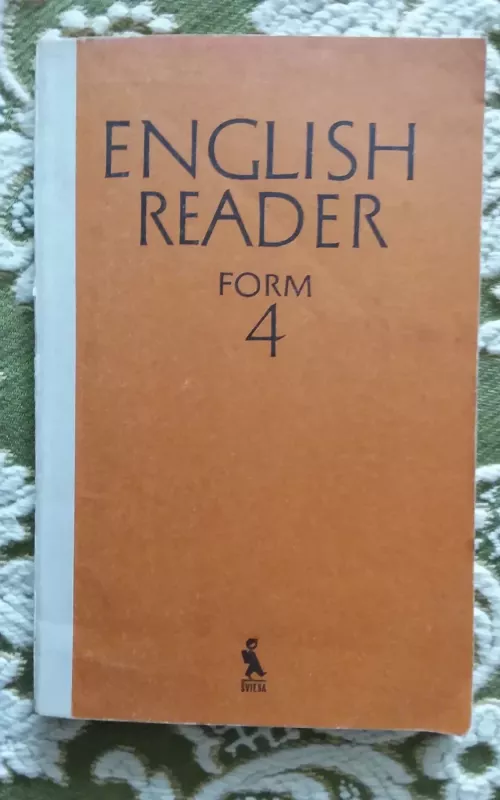 ENGLISH
READER
FORM
4
ŠVIESA